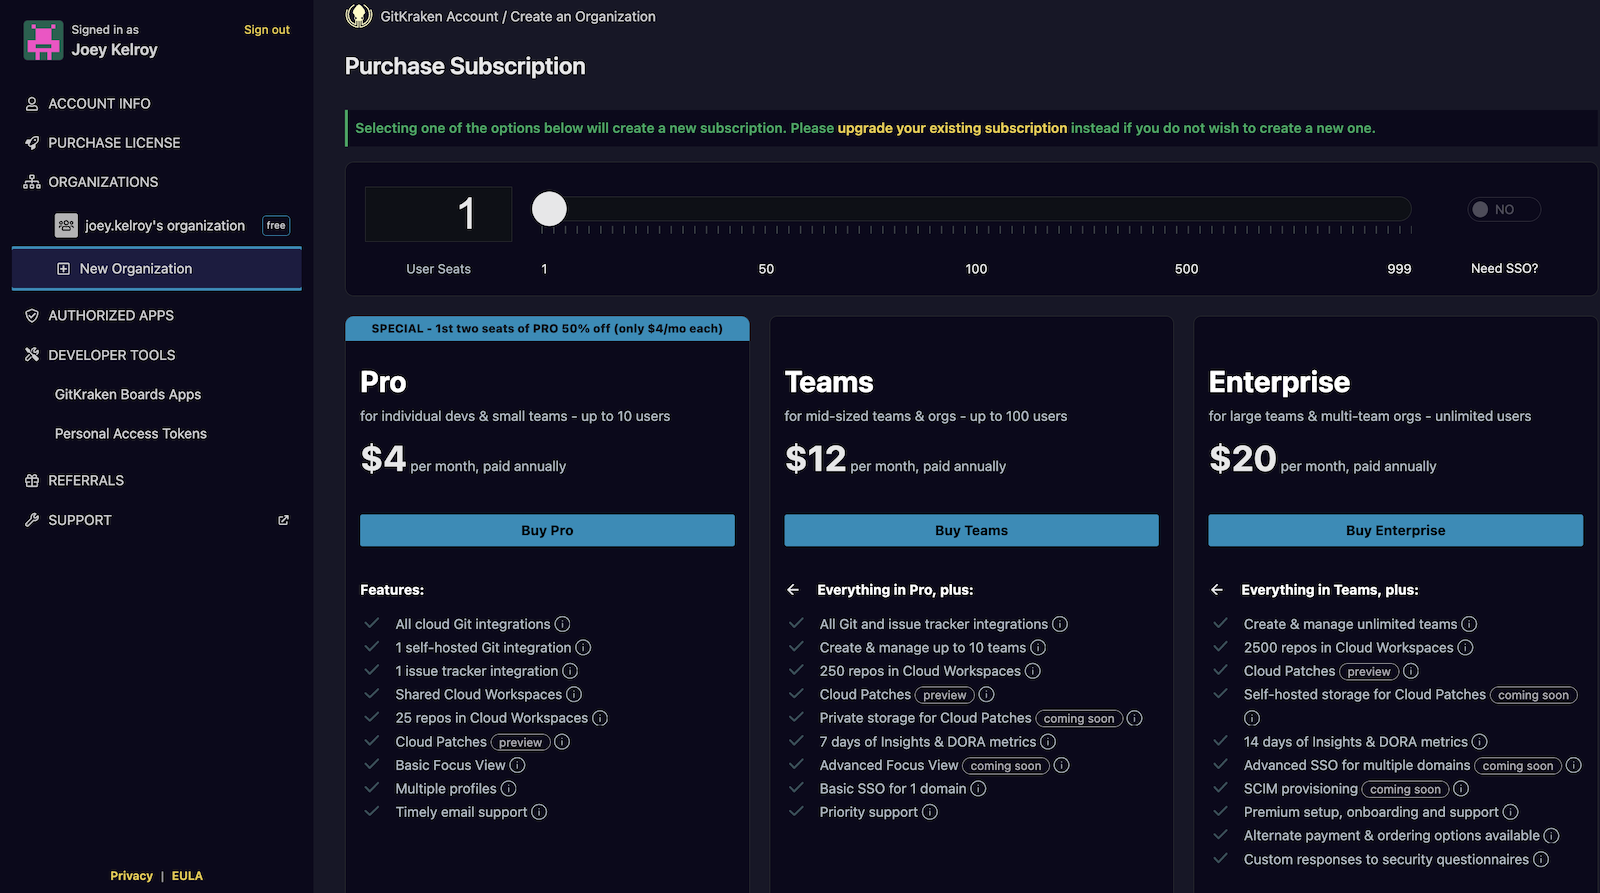 Signed in as
Joey Kelroy
Sign out
ACCOUNT INFO
PURCHASE LICENSE
ORGANIZATIONS
joey.kelroy's organization free
New Organization
AUTHORIZED APPS
DEVELOPER TOOLS
GitKraken Boards Apps
Personal Access Tokens
REFERRALS
SUPPORT
Privacy | EULA
GitKraken Account / Create an Organization
Purchase Subscription
Selecting one of the options below will create a new subscription. Please upgrade your existing subscription instead if you do not wish to create a new one.
1
User Seats
1 50 100 500 999
NO
Need SSO?
SPECIAL - 1st two seats of PRO 50% off (only $4/mo each)
Pro
for individual devs & small teams - up to 10 users
$4 per month, paid annually
Buy Pro
Features:
All cloud Git integrations
1 self-hosted Git integration
1 issue tracker integration
Shared Cloud Workspaces
25 repos in Cloud Workspaces
Cloud Patches preview
Basic Focus View
Multiple profiles
Timely email support
Teams
for mid-sized teams & orgs - up to 100 users
$12 per month, paid annually
Buy Teams
Everything in Pro, plus:
All Git and issue tracker integrations
Create & manage up to 10 teams
250 repos in Cloud Workspaces
Cloud Patches preview
Private storage for Cloud Patches coming soon
7 days of Insights & DORA metrics
Advanced Focus View coming soon
Basic SSO for 1 domain
Priority support
Enterprise
for large teams & multi-team orgs - unlimited users
$20 per month, paid annually
Buy Enterprise
Everything in Teams, plus:
Create & manage unlimited teams
2500 repos in Cloud Workspaces
Cloud Patches preview
Self-hosted storage for Cloud Patches coming soon
14 days of Insights & DORA metrics
Advanced SSO for multiple domains coming soon
SCIM provisioning coming soon
Premium setup, onboarding and support
Alternate payment & ordering options available
Custom responses to security questionnaires